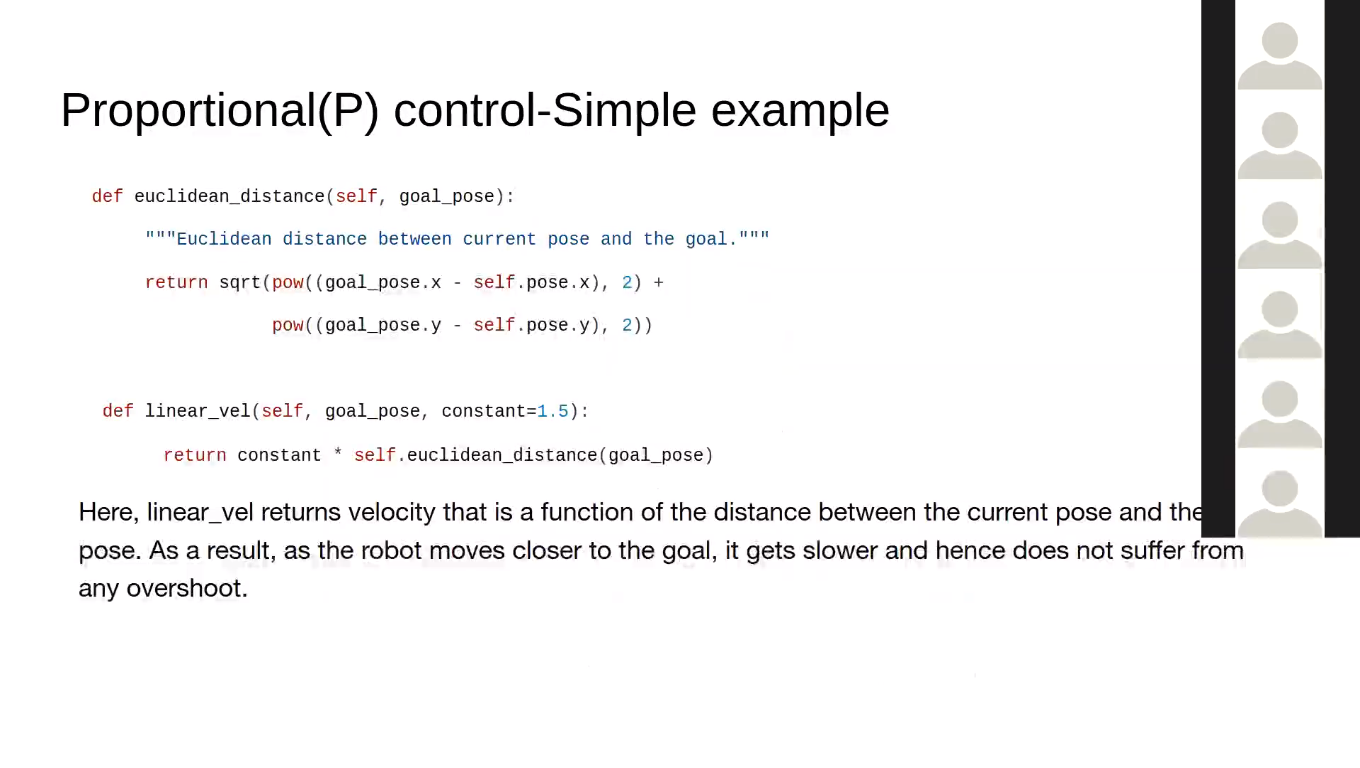 Proportional(P) control-Simple example
def euclidean_distance(self, goal_pose):
"""Euclidean distance between current pose and the goal."""
return sqrt(pow((goal_pose.x - self.pose.x), 2) +
pow((goal_pose.y - self.pose.y), 2))
def linear_vel(self, goal_pose, constant=1.5):
return constant * self.euclidean_distance(goal_pose)
Here, linear_vel returns velocity that is a function of the distance between the current pose and the
pose. As a result, as the robot moves closer to the goal, it gets slower and hence does not suffer from
any overshoot.